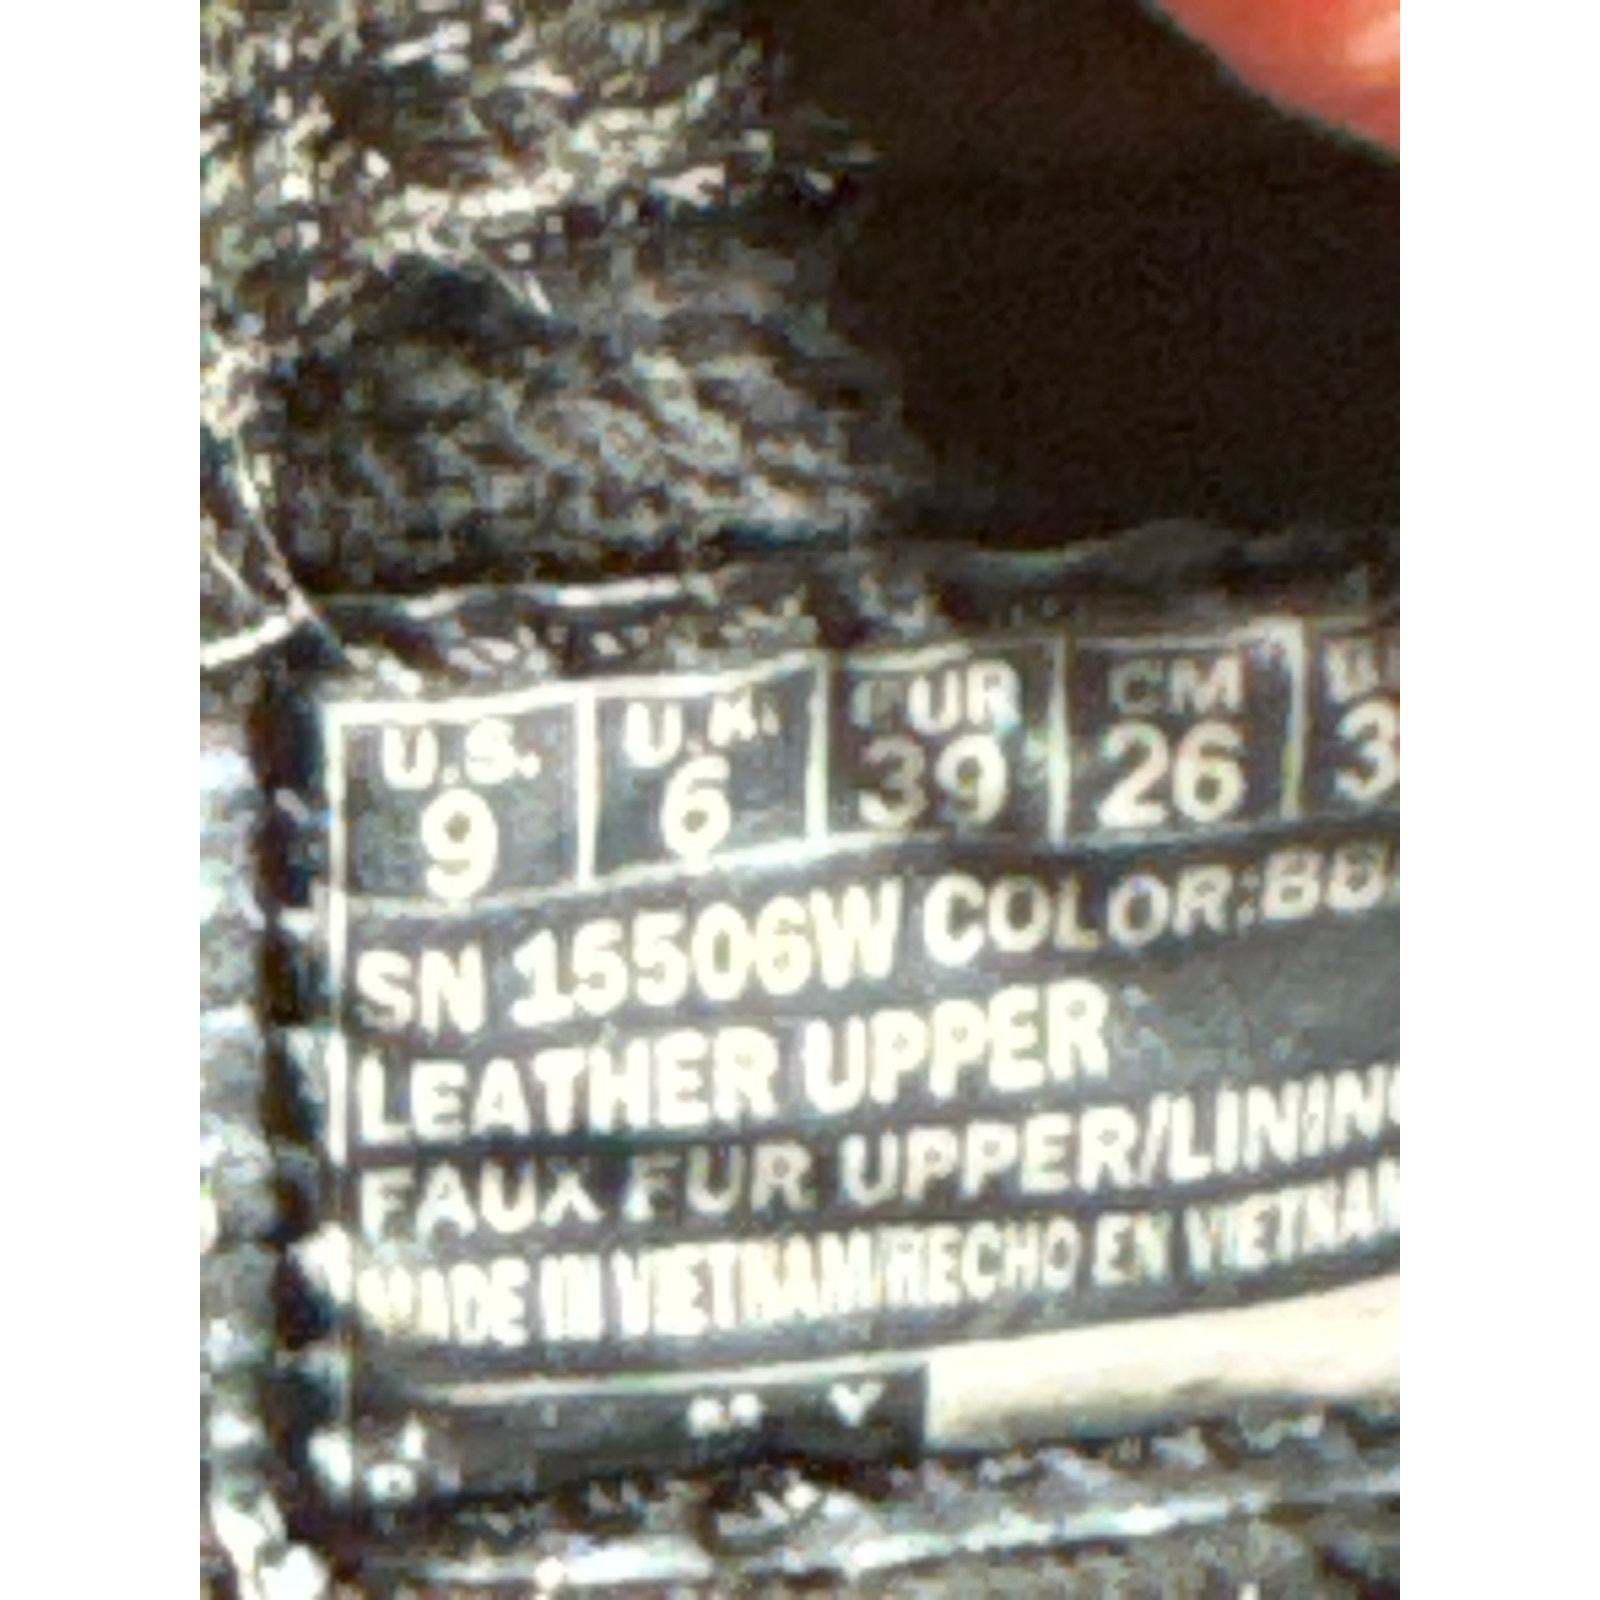 U.S. U.K. EUR CM
9 6 39 26
SN 15506W COLOR:BB
LEATHER UPPER
FAUX FUR UPPER/LINING
MADE IN VIETNAM/HECHO EN VIETNAM